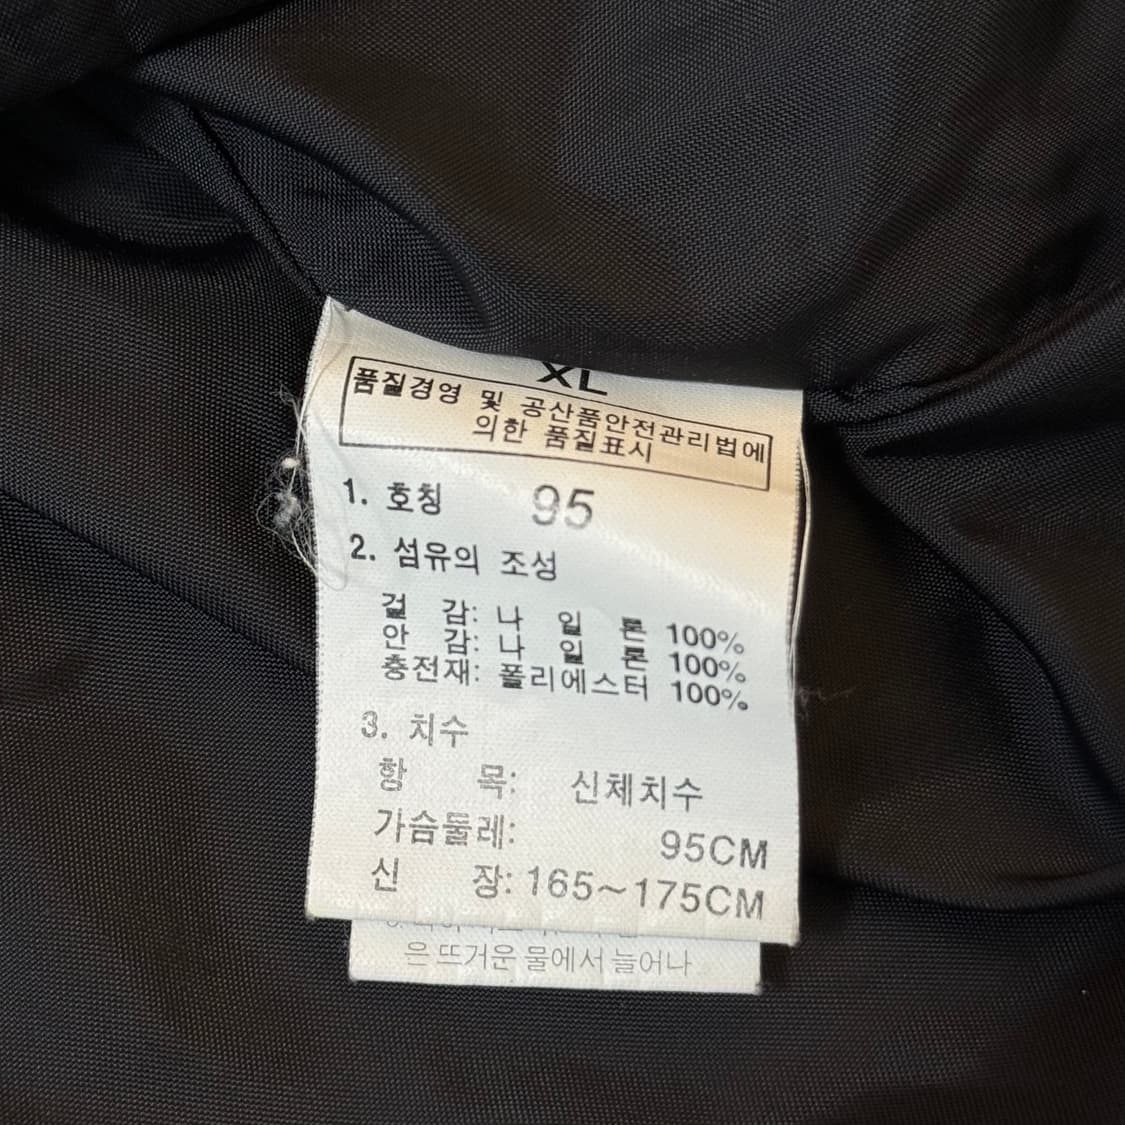 XL
품질경영 및 공산품안전관리법에
의한 품질표시
1. 호칭 95
2. 섬유의 조성
겉 감: 나 일 론 100%
안 감: 나 일 론 100%
충전재: 폴리에스터 100%
3. 치수
항 목: 신체치수
가슴둘레: 95CM
신 장: 165~175CM
은 뜨거운 물에서 늘어나